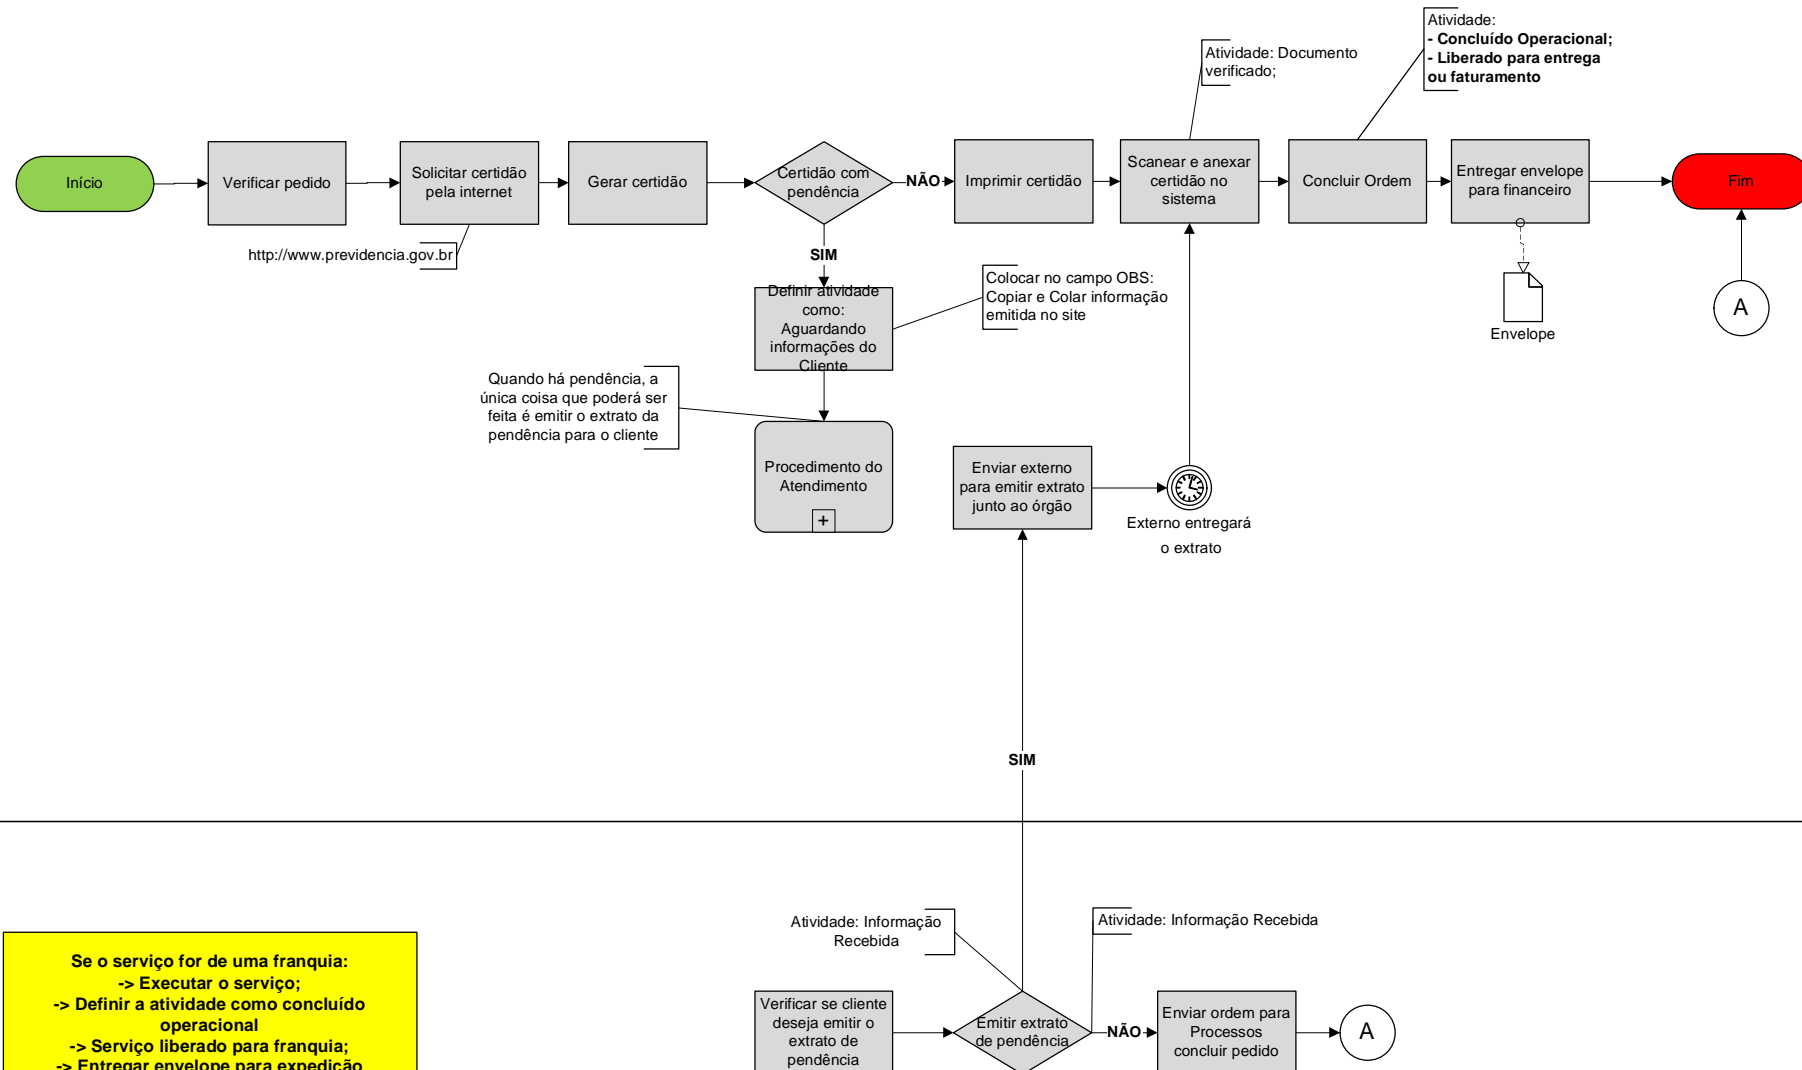 Atividade:
- Concluído Operacional;
- Liberado para entrega
ou faturamento
Atividade: Documento
verificado;
Início
Verificar pedido
Solicitar certidão
pela internet
Gerar certidão
Certidão com
pendência
NÃO
Imprimir certidão
Scanear e anexar
certidão no
sistema
Concluir Ordem
Entregar envelope
para financeiro
Fim
http://www.previdencia.gov.br
SIM
Definir atividade
como:
Aguardando
informações do
Cliente
Colocar no campo OBS:
Copiar e Colar informação
emitida no site
Envelope
A
Quando há pendência, a
única coisa que poderá ser
feita é emitir o extrato da
pendência para o cliente
Procedimento do
Atendimento
+
Enviar externo
para emitir extrato
junto ao órgão
Externo entregará
o extrato
SIM
Atividade: Informação
Recebida
Atividade: Informação Recebida
Se o serviço for de uma franquia:
-> Executar o serviço;
-> Definir a atividade como concluído
operacional
-> Serviço liberado para franquia;
-> Entregar envelope para expedição
Verificar se cliente
deseja emitir o
extrato de
pendência
Emitir extrato
de pendência
NÃO
Enviar ordem para
Processos
concluir pedido
A